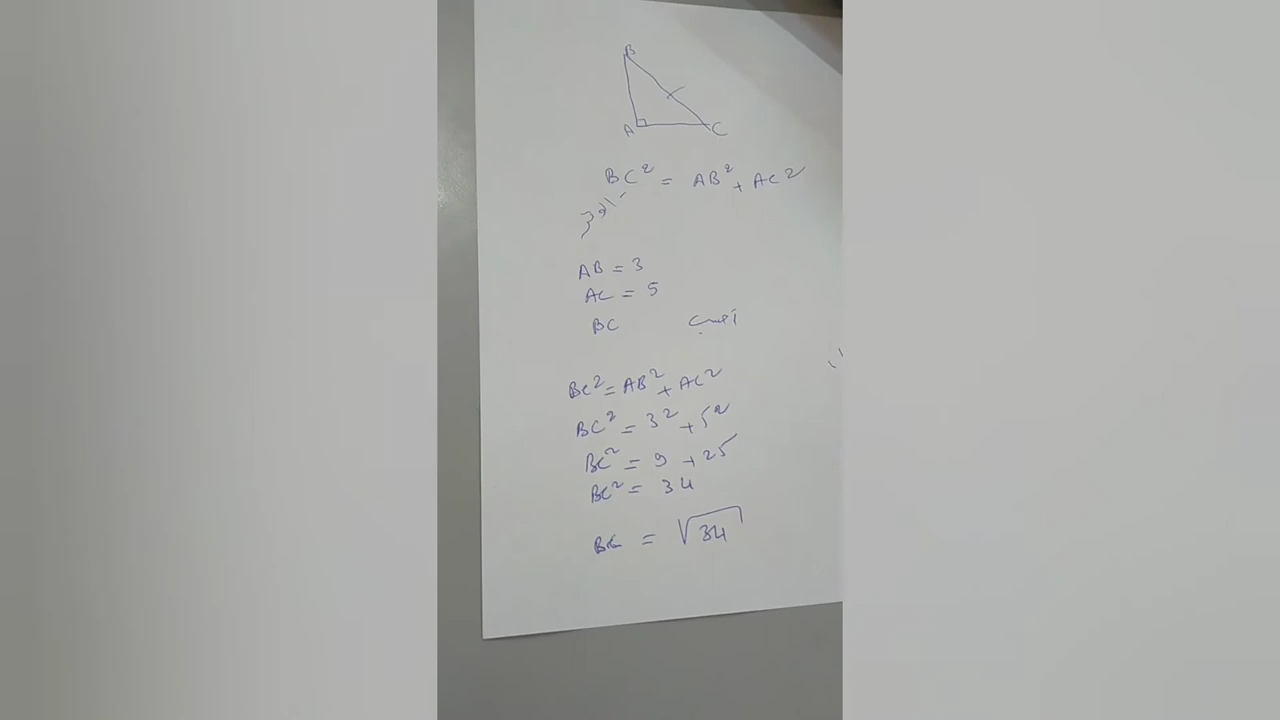 B
A
C
BC² = AB² + AC²
AB = 3
AC = 5
BC أحسب
BC² = AB² + AC²
BC² = 3² + 5²
BC² = 9 + 25
BC² = 34
BC = √34